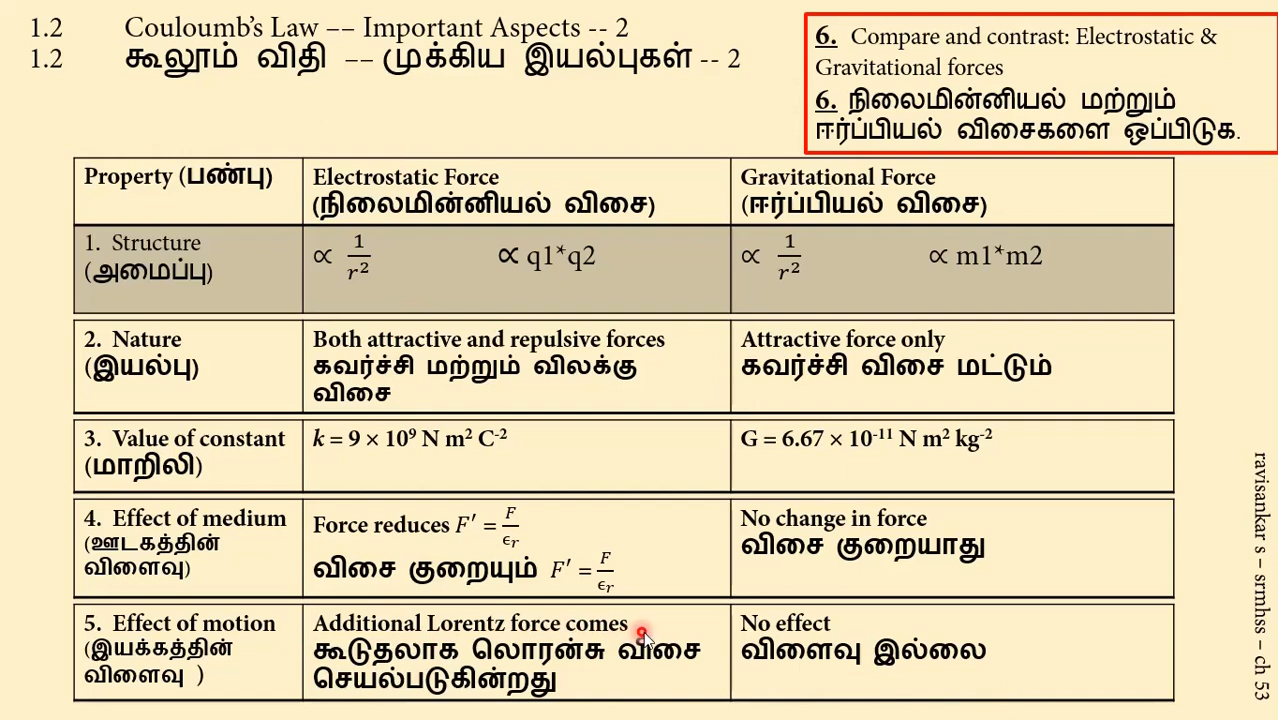 1.2 Couloumb’s Law –– Important Aspects -- 2
1.2 கூலூம் விதி –– முக்கிய இயல்புகள் -- 2
6. Compare and contrast: Electrostatic &
Gravitational forces
6. நிலைமின்னியல் மற்றும்
ஈர்ப்பியல் விசைகளை ஒப்பிடுக.
Property (பண்பு)
Electrostatic Force
(நிலைமின்னியல் விசை)
Gravitational Force
(ஈர்ப்பியல் விசை)
1. Structure
(அமைப்பு)
∝ 1/r² ∝ q1*q2
∝ 1/r² ∝ m1*m2
2. Nature
(இயல்பு)
Both attractive and repulsive forces
கவர்ச்சி மற்றும் விலக்கு
விசை
Attractive force only
கவர்ச்சி விசை மட்டும்
3. Value of constant
(மாறிலி)
k = 9 × 10⁹ N m² C⁻²
G = 6.67 × 10⁻¹¹ N m² kg⁻²
4. Effect of medium
(ஊடகத்தின்
விளைவு)
Force reduces F′ = F/ϵr
விசை குறையும் F′ = F/ϵr
No change in force
விசை குறையாது
5. Effect of motion
(இயக்கத்தின்
விளைவு )
Additional Lorentz force comes
கூடுதலாக லொரன்சு விசை
செயல்படுகின்றது
No effect
விளைவு இல்லை
ravisankar s – srmhss – ch 53